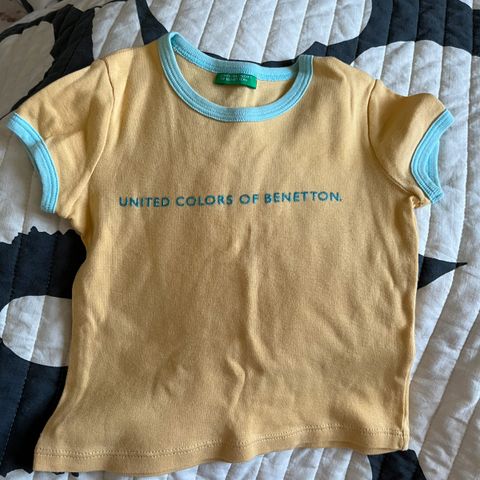 UNITED COLORS OF BENETTON.